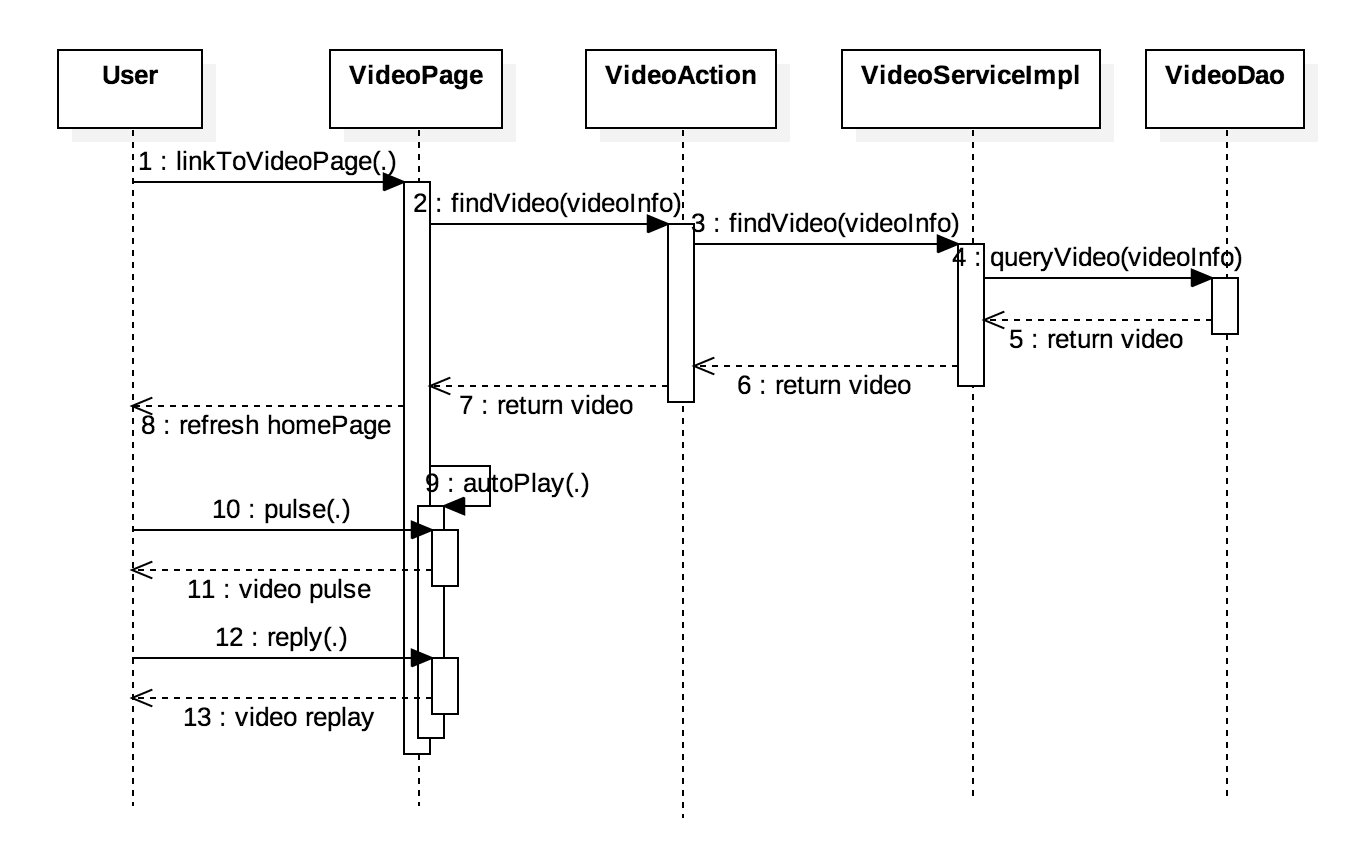 User
VideoPage
VideoAction
VideoServiceImpl
VideoDao
1 : linkToVideoPage(.)
2 : findVideo(videoInfo)
3 : findVideo(videoInfo)
4 : queryVideo(videoInfo)
5 : return video
6 : return video
7 : return video
8 : refresh homePage
9 : autoPlay(.)
10 : pulse(.)
11 : video pulse
12 : reply(.)
13 : video replay